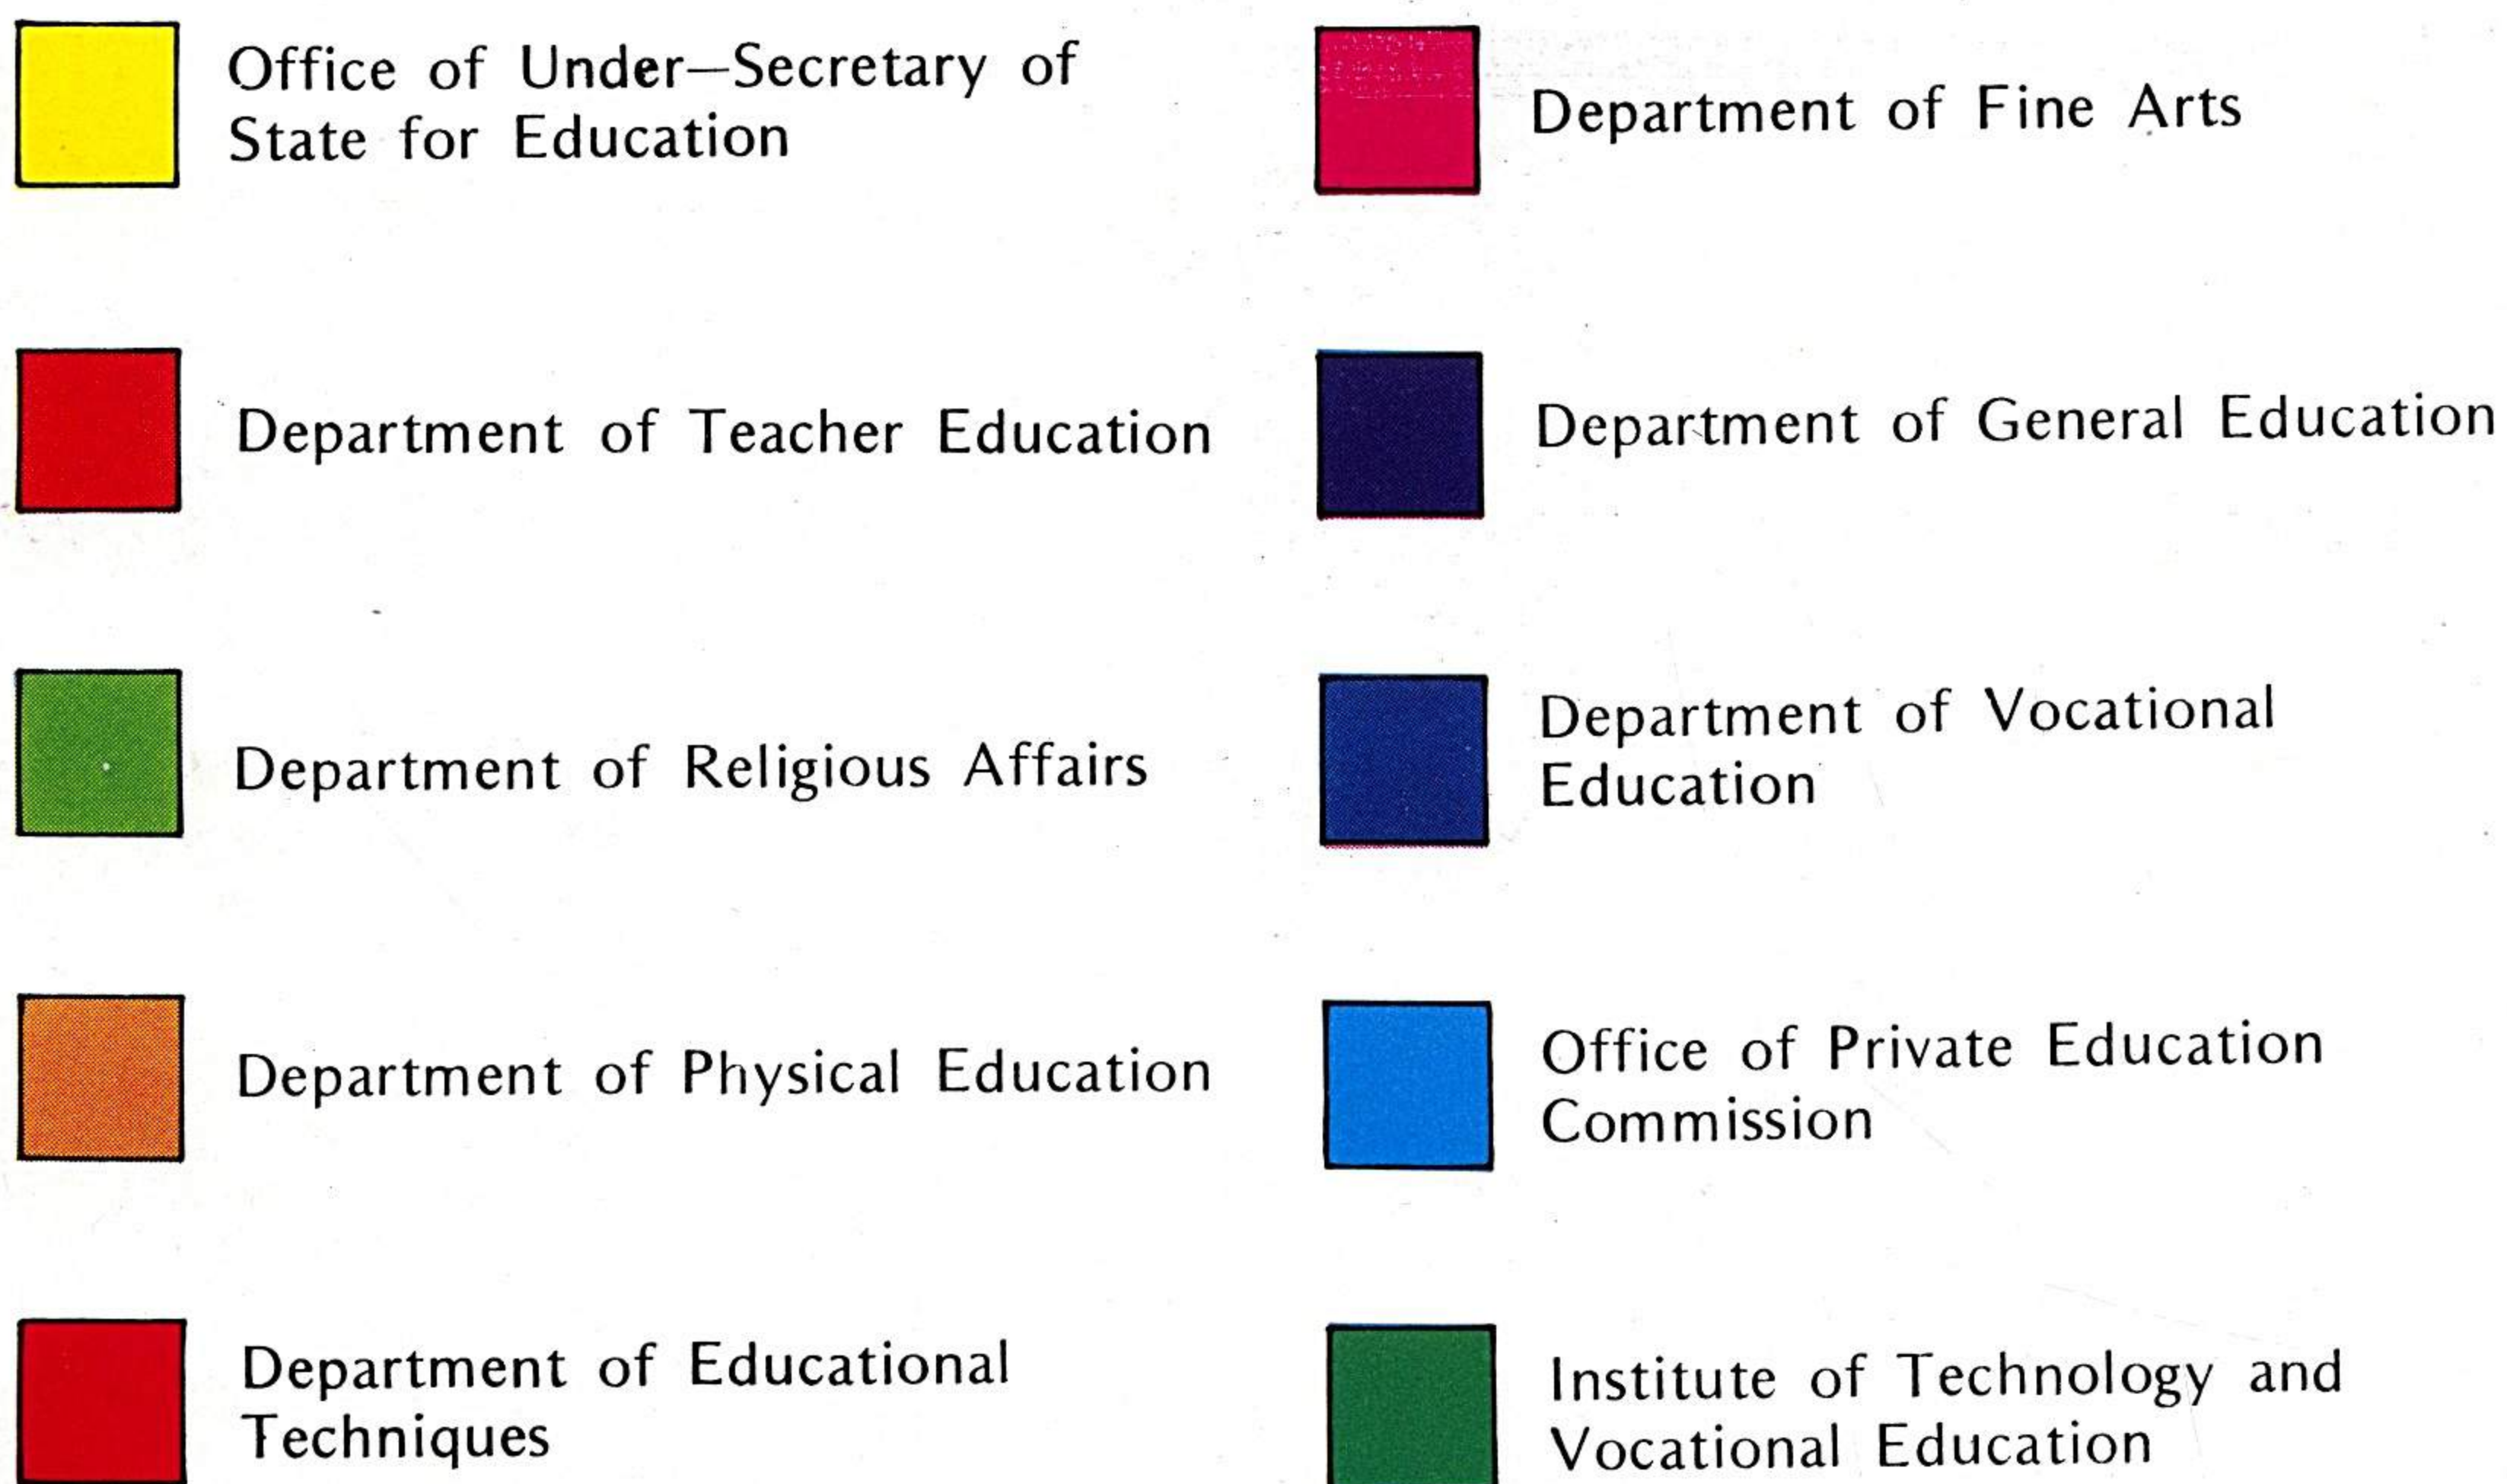 Office of Under—Secretary of
State for Education
Department of Teacher Education
Department of Religious Affairs
Department of Physical Education
Department of Educational
Techniques
Department of Fine Arts
Department of General Education
Department of Vocational
Education
Office of Private Education
Commission
Institute of Technology and
Vocational Education